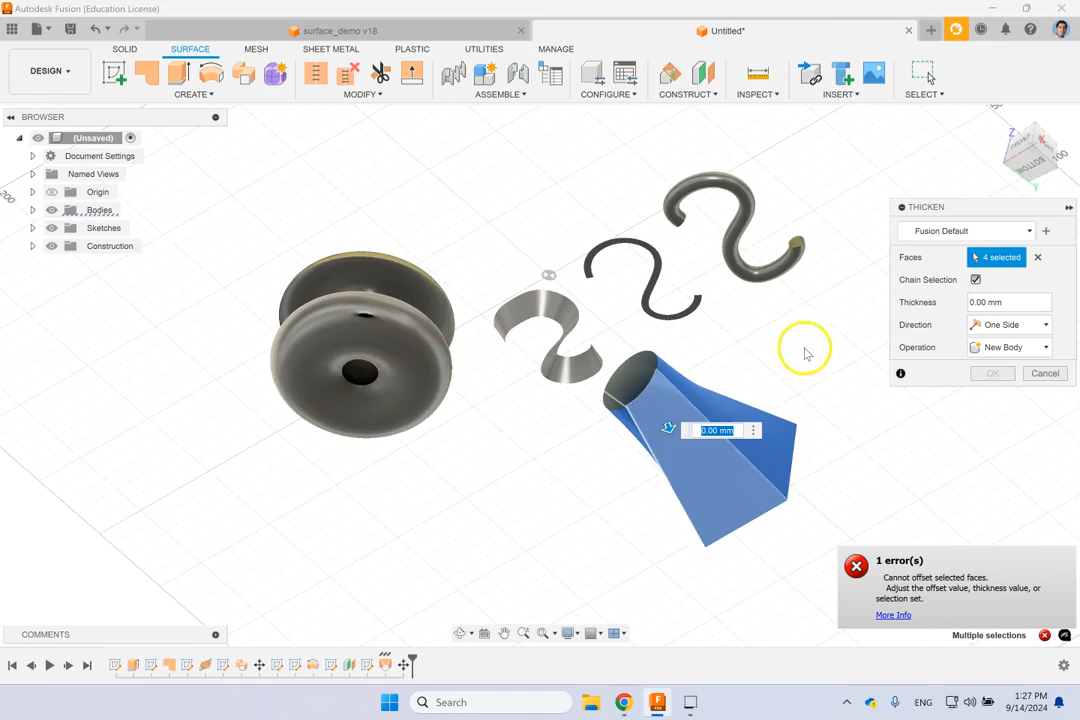 Autodesk Fusion (Education License)
surface_demo v18
Untitled*
DESIGN
SOLID
SURFACE
MESH
SHEET METAL
PLASTIC
UTILITIES
MANAGE
CREATE
MODIFY
ASSEMBLE
CONFIGURE
CONSTRUCT
INSPECT
INSERT
SELECT
BROWSER
(Unsaved)
Document Settings
Named Views
Origin
Bodies
Sketches
Construction
200
100
Z
X
BOTTOM
Y
THICKEN
Fusion Default
Faces
4 selected
Chain Selection
Thickness
0.00 mm
Direction
One Side
Operation
New Body
OK
Cancel
0.00 mm
1 error(s)
Cannot offset selected faces.
Adjust the offset value, thickness value, or
selection set.
More Info
COMMENTS
Multiple selections
Search
ENG
1:27 PM
9/14/2024